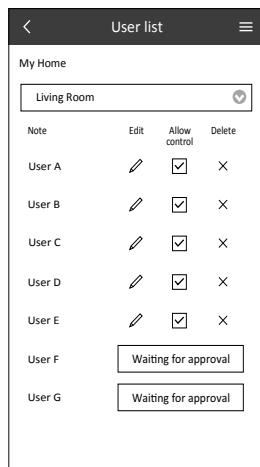 User list
My Home
Living Room
Note Edit Allow control Delete
User A
User B
User C
User D
User E
User F Waiting for approval
User G Waiting for approval